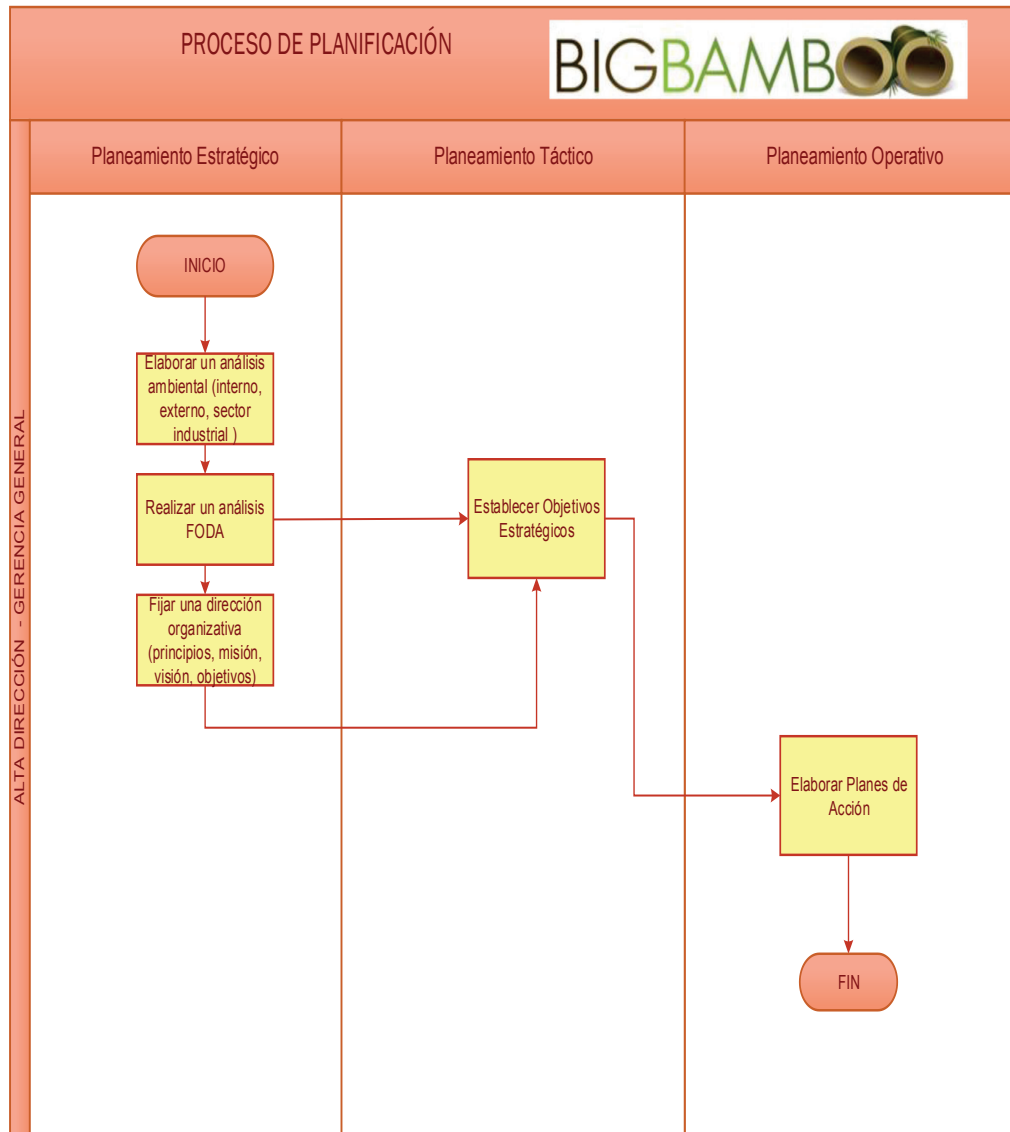 PROCESO DE PLANIFICACIÓN
BIGBAMBOO
Planeamiento Estratégico
Planeamiento Táctico
Planeamiento Operativo
ALTA DIRECCIÓN - GERENCIA GENERAL
INICIO
Elaborar un análisis
ambiental (interno,
externo, sector
industrial )
Realizar un análisis
FODA
Fijar una dirección
organizativa
(principios, misión,
visión, objetivos)
Establecer Objetivos
Estratégicos
Elaborar Planes de
Acción
FIN